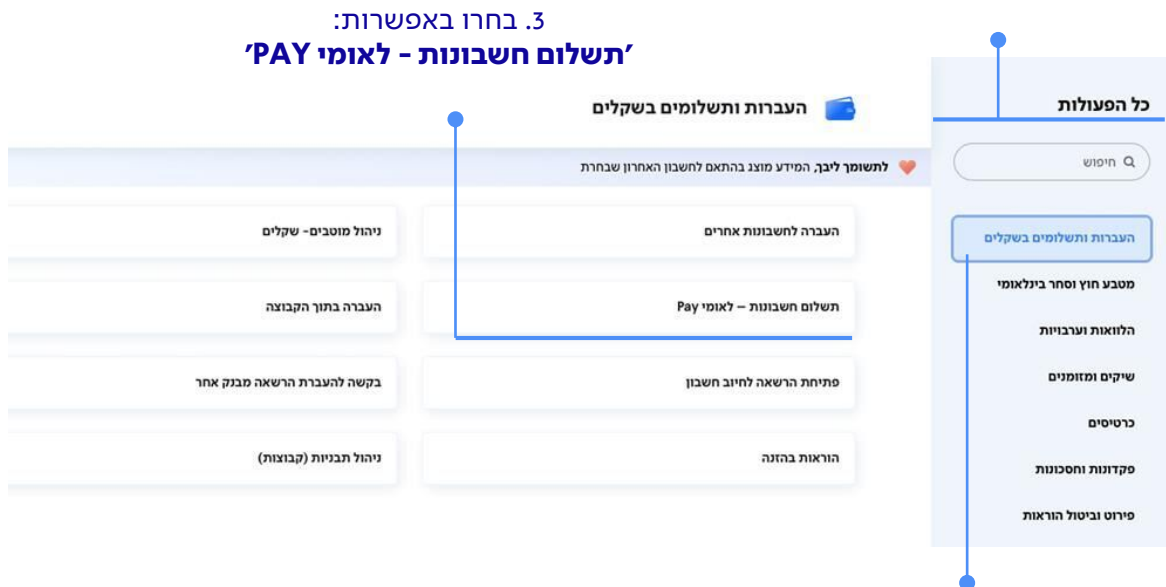 3. בחרו באפשרות:
'תשלום חשבונות - לאומי PAY'
כל הפעולות
חיפוש
העברות ותשלומים בשקלים
מטבע חוץ וסחר בינלאומי
הלוואות וערבויות
שיקים ומזומנים
כרטיסים
פקדונות וחסכונות
פירוט וביטול הוראות
העברות ותשלומים בשקלים
לתשומך ליבך, המידע מוצג בהתאם לחשבון האחרון שבחרת
העברה לחשבונות אחרים
ניהול מוטבים- שקלים
תשלום חשבונות – לאומי Pay
העברה בתוך הקבוצה
פתיחת הרשאה לחיוב חשבון
בקשה להעברת הרשאה מבנק אחר
הוראות בהזנה
ניהול תבניות (קבוצות)